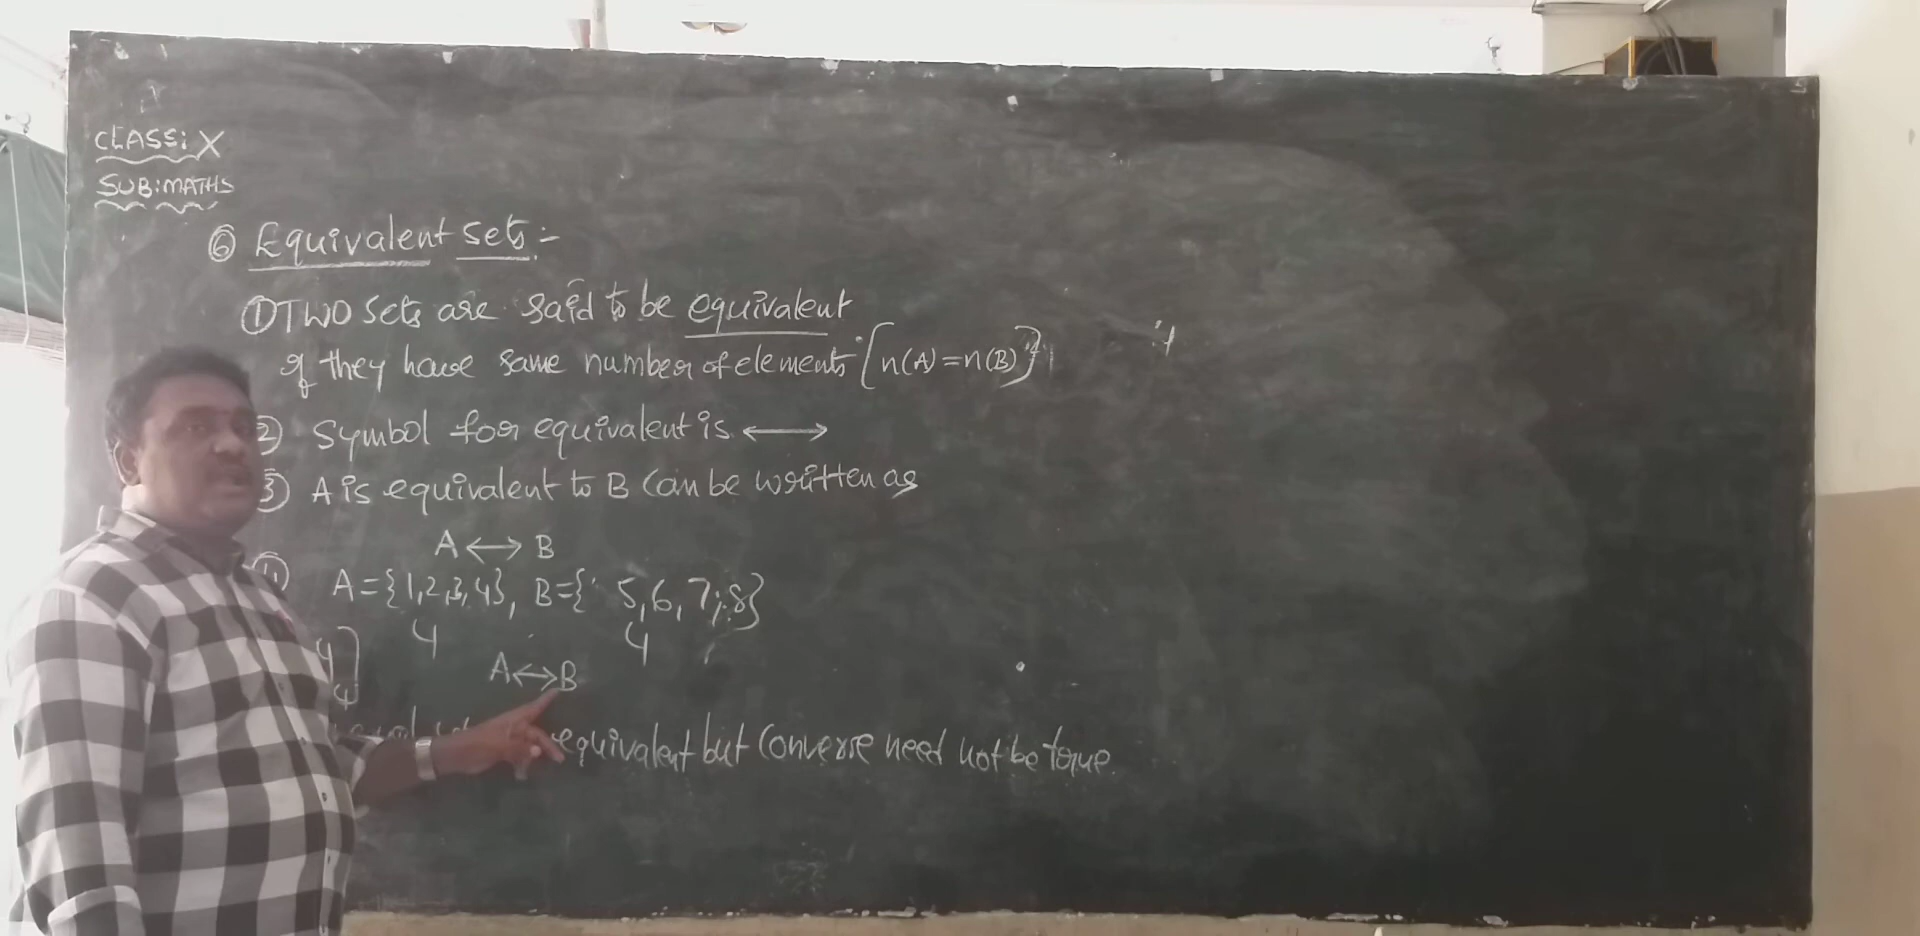 CLASS: X
SUB: MATHS
⑥ Equivalent sets :-
① TWO sets are said to be equivalent
if they have same number of elements [n(A) = n(B)}
2) Symbol for equivalent is ⟷
3) A is equivalent to B can be written as
A ⟷ B
A = {1, 2, 3, 4}, B = { 5, 6, 7, 8}
4 4
4]
A ⟷ B
4
equivalent but converse need not be true.